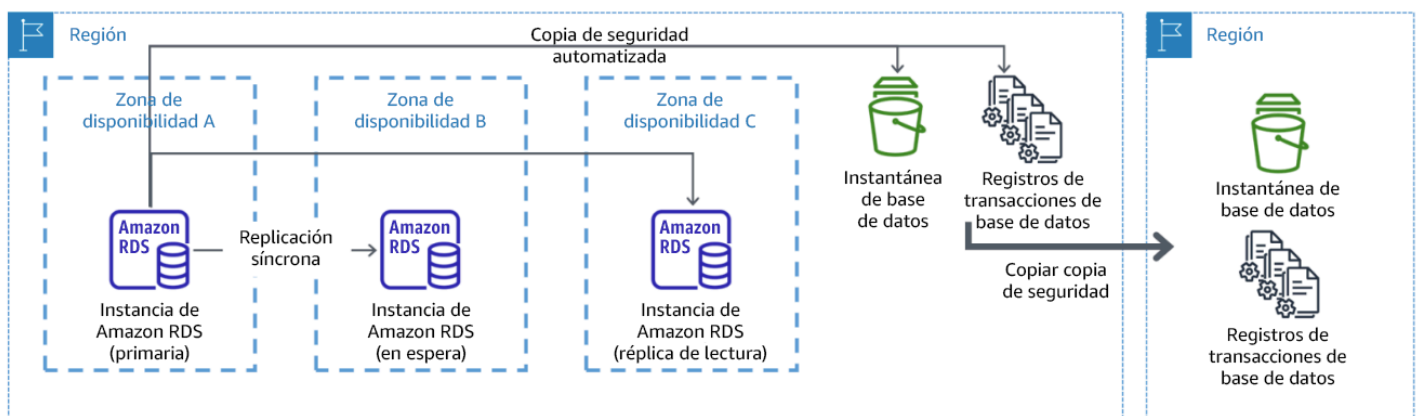 Región
Copia de seguridad
automatizada
Región
Zona de
disponibilidad A
Zona de
disponibilidad B
Zona de
disponibilidad C
Instantánea
de base
de datos
Registros de
transacciones de
base de datos
Instantánea de
base de datos
Amazon
RDS
Replicación
síncrona
Amazon
RDS
Amazon
RDS
Copiar copia
de seguridad
Instancia de
Amazon RDS
(primaria)
Instancia de
Amazon RDS
(en espera)
Instancia de
Amazon RDS
(réplica de lectura)
Registros de
transacciones de
base de datos